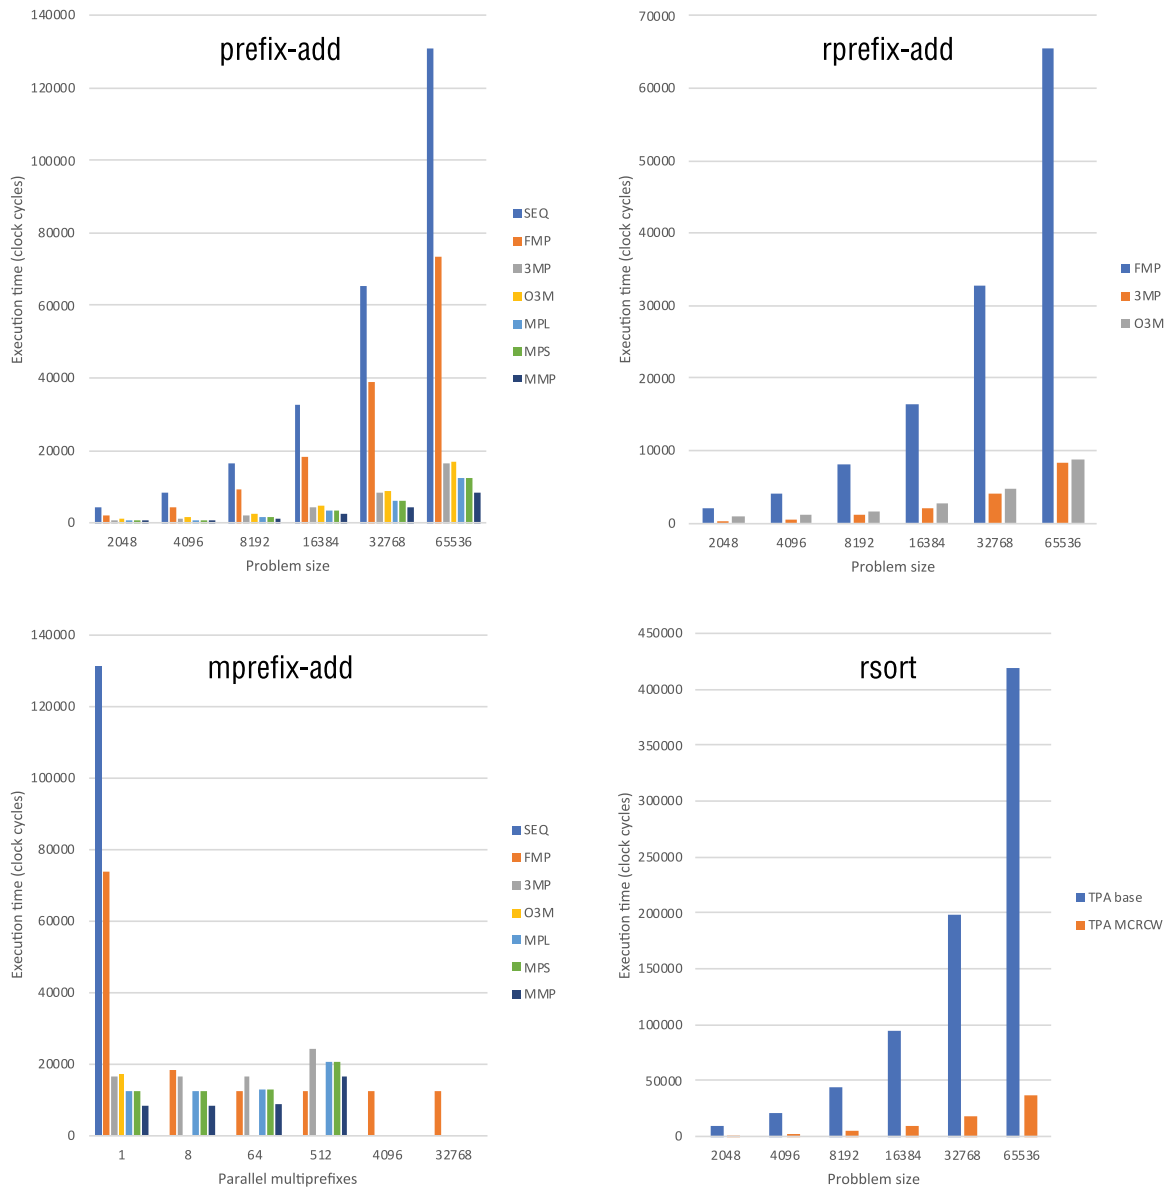 prefix-add
Execution time (clock cycles)
140000
120000
100000
80000
60000
40000
20000
0
2048 4096 8192 16384 32768 65536
Problem size
SEQ
FMP
3MP
O3M
MPL
MPS
MMP
rprefix-add
Execution time (clock cycles)
70000
60000
50000
40000
30000
20000
10000
0
2048 4096 8192 16384 32768 65536
Problem size
FMP
3MP
O3M
mprefix-add
Execution time (clock cycles)
140000
120000
100000
80000
60000
40000
20000
0
1 8 64 512 4096 32768
Parallel multiprefixes
SEQ
FMP
3MP
O3M
MPL
MPS
MMP
rsort
Execution time (clock cycles)
450000
400000
350000
300000
250000
200000
150000
100000
50000
0
2048 4096 8192 16384 32768 65536
Probblem size
TPA base
TPA MCRCW